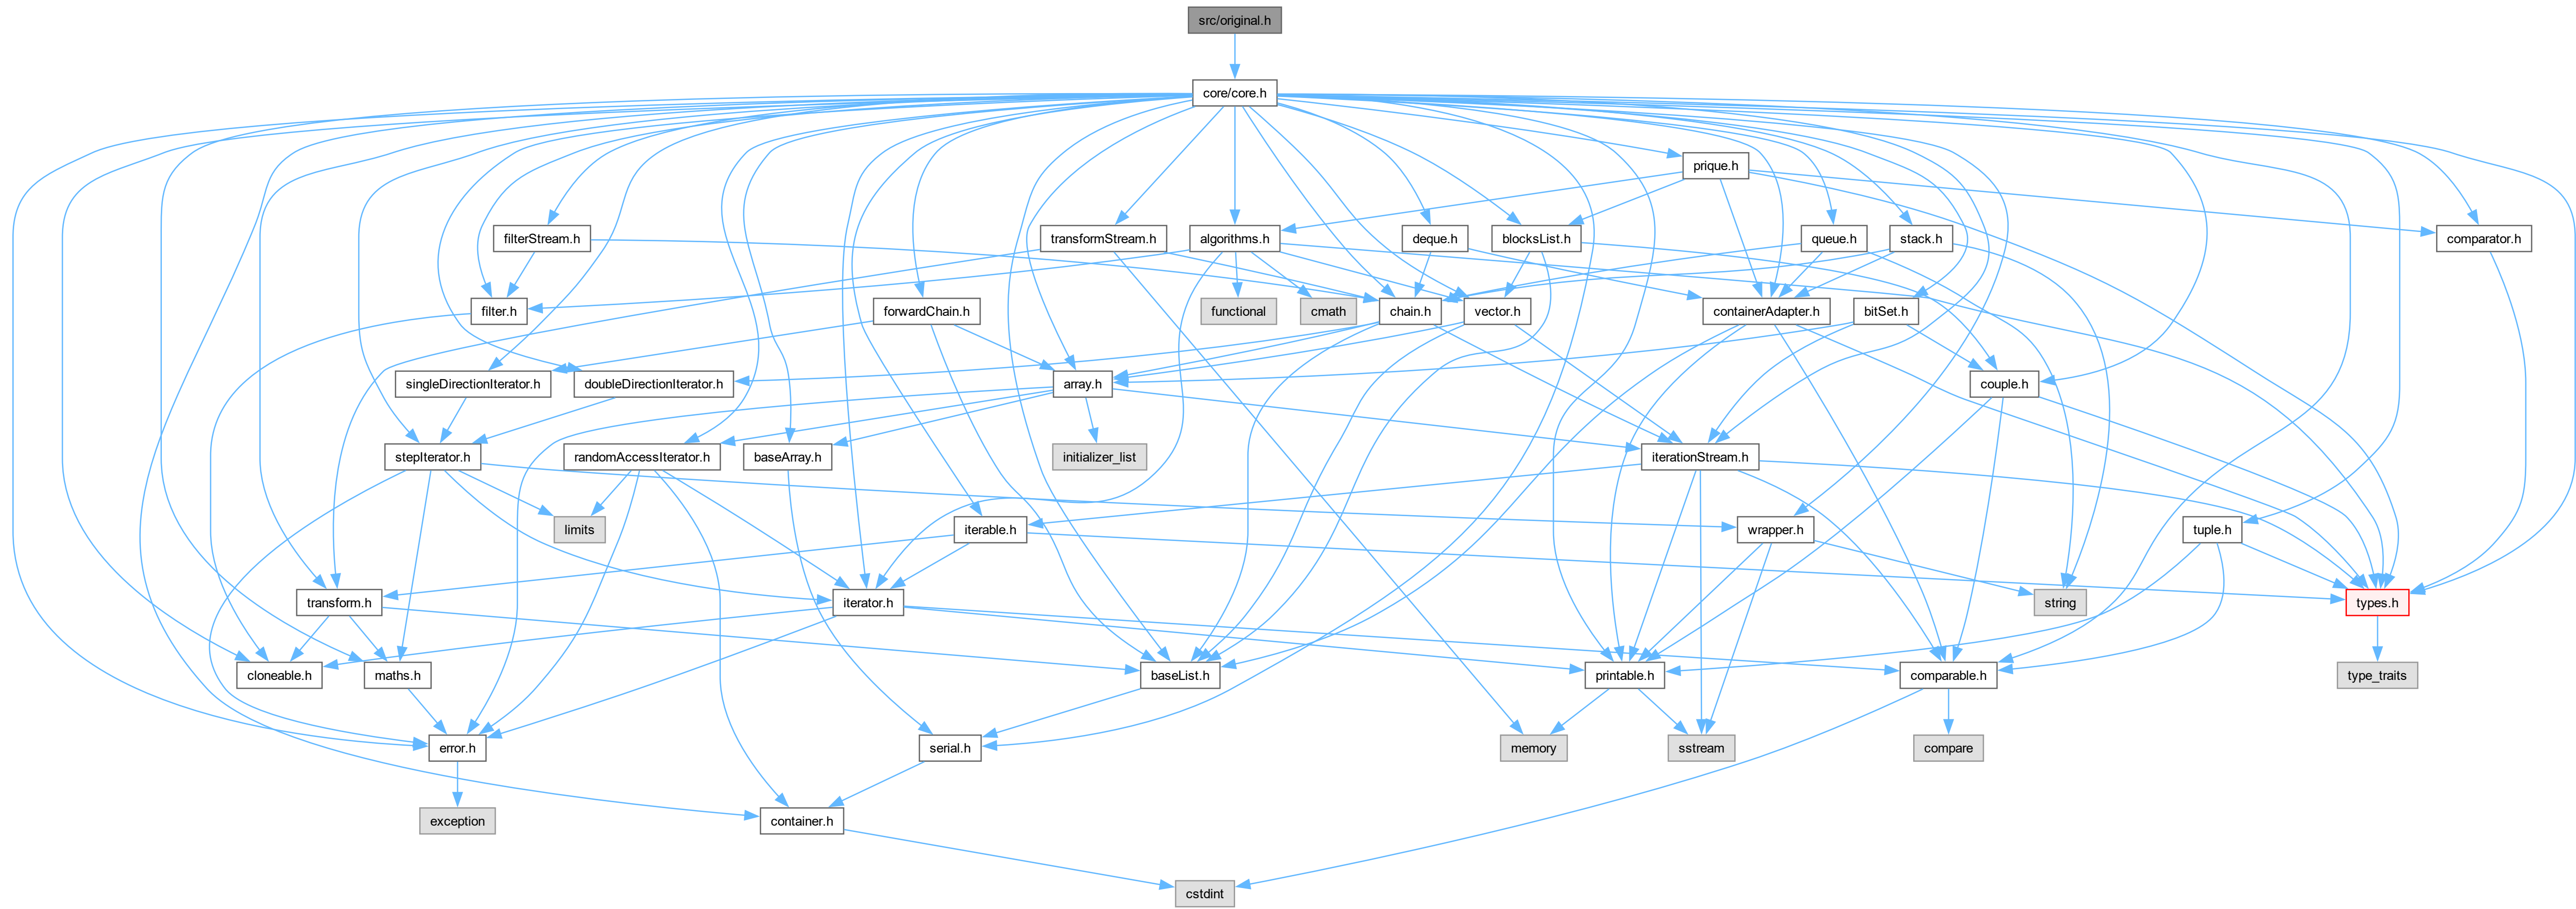 src/original.h
core/core.h
prique.h
filterStream.h
transformStream.h
algorithms.h
deque.h
blocksList.h
queue.h
stack.h
comparator.h
filter.h
forwardChain.h
functional
cmath
chain.h
vector.h
containerAdapter.h
bitSet.h
singleDirectionIterator.h
doubleDirectionIterator.h
array.h
couple.h
stepIterator.h
randomAccessIterator.h
baseArray.h
initializer_list
iterationStream.h
limits
iterable.h
wrapper.h
tuple.h
transform.h
iterator.h
string
types.h
cloneable.h
maths.h
baseList.h
printable.h
comparable.h
type_traits
error.h
serial.h
memory
sstream
compare
exception
container.h
cstdint